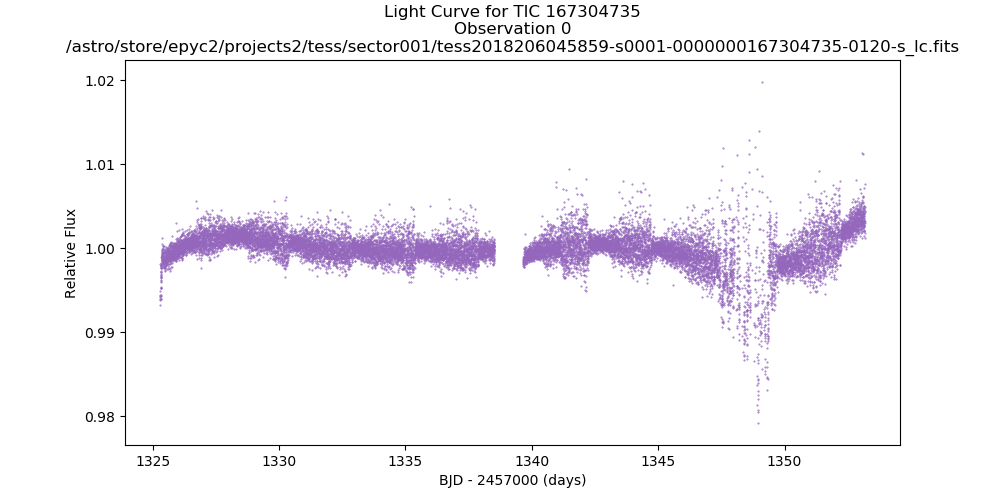 Light Curve for TIC 167304735
Observation 0
/astro/store/epyc2/projects2/tess/sector001/tess2018206045859-s0001-0000000167304735-0120-s_lc.fits
1.02
1.01
1.00
0.99
0.98
Relative Flux
1325
1330
1335
1340
1345
1350
BJD - 2457000 (days)